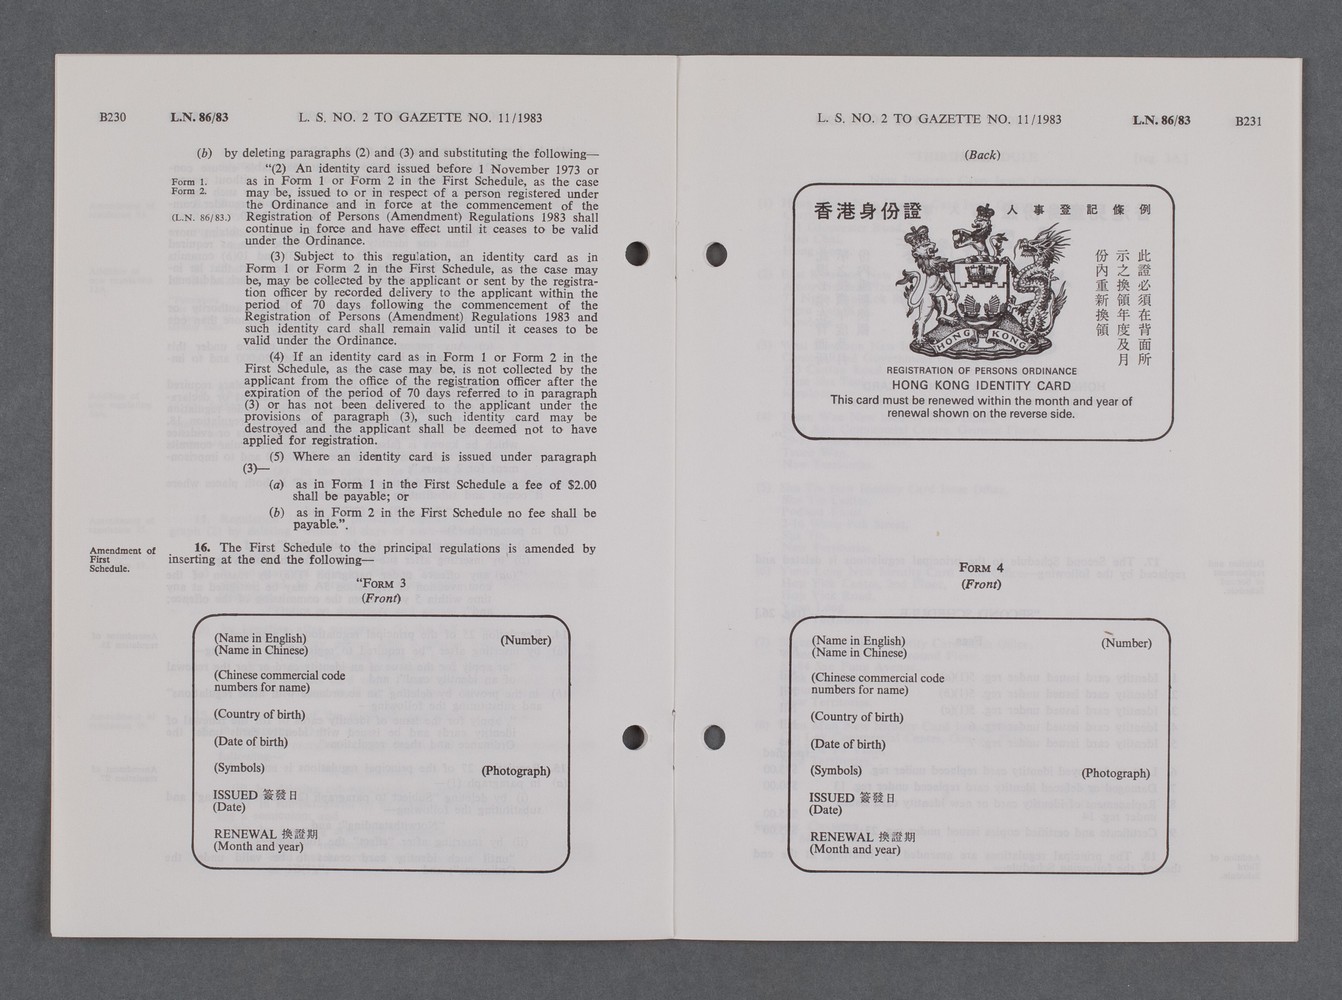 B230 L.N. 86/83 L. S. NO. 2 TO GAZETTE NO. 11/1983
(b) by deleting paragraphs (2) and (3) and substituting the following—
"(2) An identity card issued before 1 November 1973 or
Form 1. as in Form 1 or Form 2 in the First Schedule, as the case
Form 2. may be, issued to or in respect of a person registered under
the Ordinance and in force at the commencement of the
(L.N. 86/83.) Registration of Persons (Amendment) Regulations 1983 shall
continue in force and have effect until it ceases to be valid
under the Ordinance.
(3) Subject to this regulation, an identity card as in
Form 1 or Form 2 in the First Schedule, as the case may
be, may be collected by the applicant or sent by the registra-
tion officer by recorded delivery to the applicant within the
period of 70 days following the commencement of the
Registration of Persons (Amendment) Regulations 1983 and
such identity card shall remain valid until it ceases to be
valid under the Ordinance.
(4) If an identity card as in Form 1 or Form 2 in the
First Schedule, as the case may be, is not collected by the
applicant from the office of the registration officer after the
expiration of the period of 70 days referred to in paragraph
(3) or has not been delivered to the applicant under the
provisions of paragraph (3), such identity card may be
destroyed and the applicant shall be deemed not to have
applied for registration.
(5) Where an identity card is issued under paragraph
(3)—
(a) as in Form 1 in the First Schedule a fee of $2.00
shall be payable; or
(b) as in Form 2 in the First Schedule no fee shall be
payable.".
Amendment of
First
Schedule.
16. The First Schedule to the principal regulations is amended by
inserting at the end the following—
"FORM 3
(Front)
(Name in English) (Number)
(Name in Chinese)
(Chinese commercial code
numbers for name)
(Country of birth)
(Date of birth)
(Symbols) (Photograph)
ISSUED 簽發日
(Date)
RENEWAL 換證期
(Month and year)
L. S. NO. 2 TO GAZETTE NO. 11/1983 L.N. 86/83 B231
(Back)
香港身份證 人事登記條例
此證必須在背面所
示之換領年度及月
份內重新換領
HONG KONG
REGISTRATION OF PERSONS ORDINANCE
HONG KONG IDENTITY CARD
This card must be renewed within the month and year of
renewal shown on the reverse side.
FORM 4
(Front)
(Name in English) (Number)
(Name in Chinese)
(Chinese commercial code
numbers for name)
(Country of birth)
(Date of birth)
(Symbols) (Photograph)
ISSUED 簽發日
(Date)
RENEWAL 換證期
(Month and year)